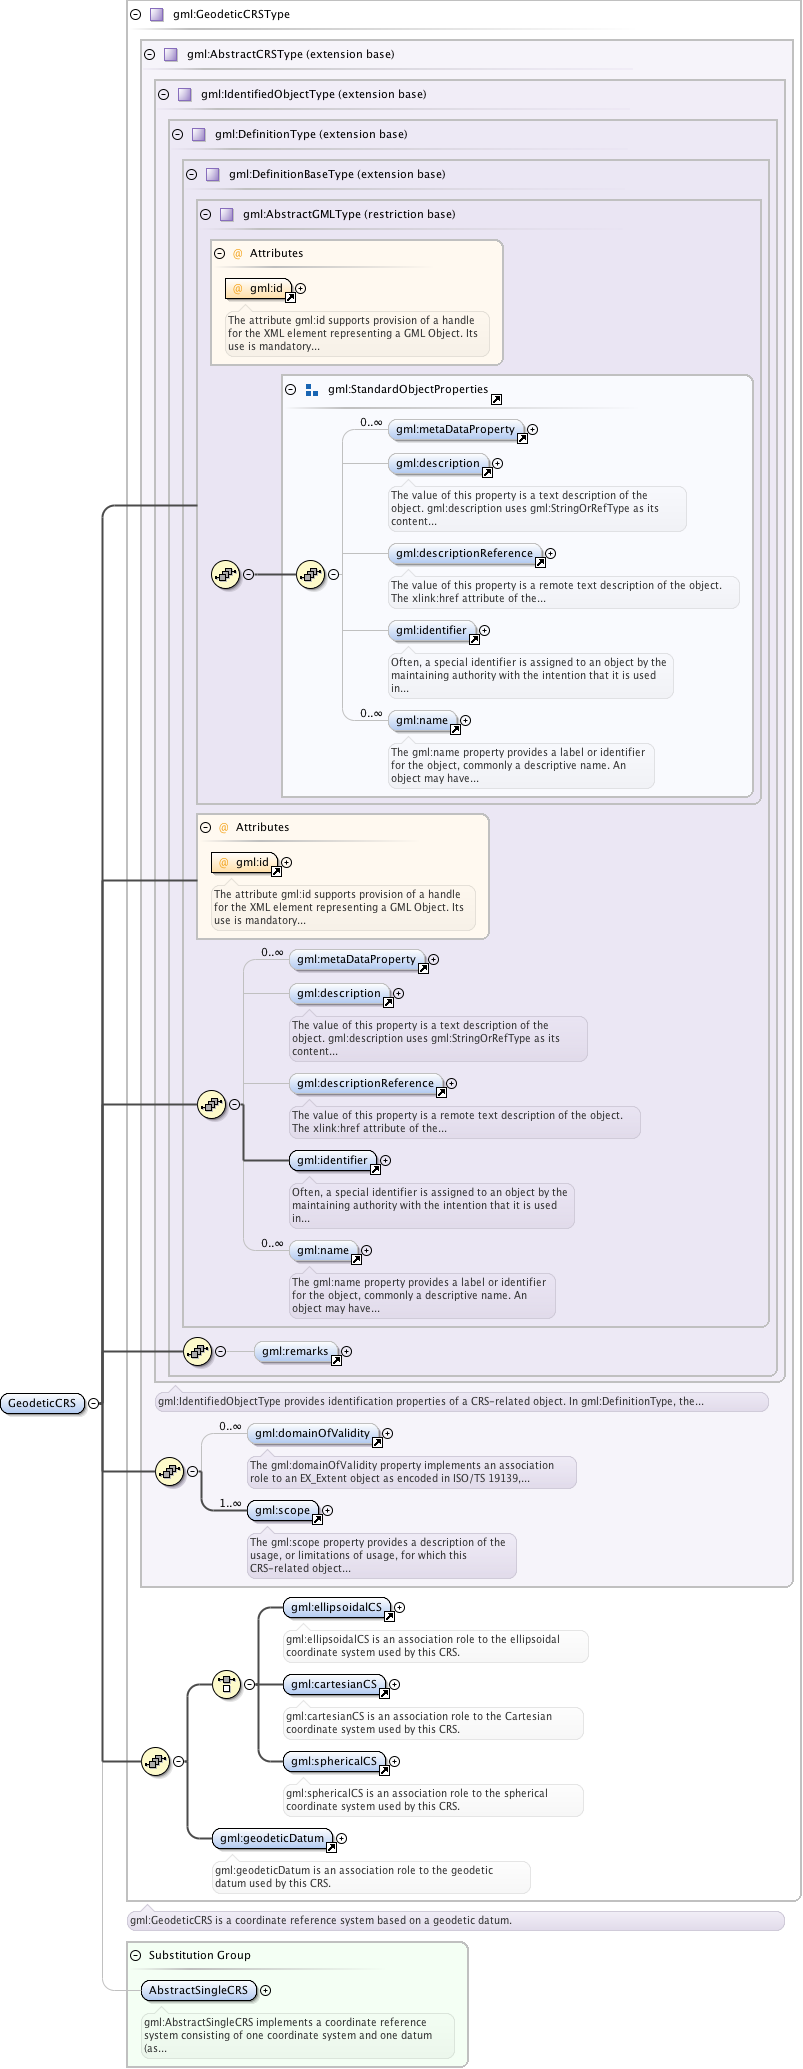 gml:GeodeticCRSType
gml:AbstractCRSType (extension base)
gml:IdentifiedObjectType (extension base)
gml:DefinitionType (extension base)
gml:DefinitionBaseType (extension base)
gml:AbstractGMLType (restriction base)
@ Attributes
@ gml:id
The attribute gml:id supports provision of a handle
for the XML element representing a GML Object. Its
use is mandatory...
gml:StandardObjectProperties
0..∞
gml:metaDataProperty
gml:description
The value of this property is a text description of the
object. gml:description uses gml:StringOrRefType as its
content...
gml:descriptionReference
The value of this property is a remote text description of the object.
The xlink:href attribute of the...
gml:identifier
Often, a special identifier is assigned to an object by the
maintaining authority with the intention that it is used
in...
0..∞
gml:name
The gml:name property provides a label or identifier
for the object, commonly a descriptive name. An
object may have...
@ Attributes
@ gml:id
The attribute gml:id supports provision of a handle
for the XML element representing a GML Object. Its
use is mandatory...
0..∞
gml:metaDataProperty
gml:description
The value of this property is a text description of the
object. gml:description uses gml:StringOrRefType as its
content...
gml:descriptionReference
The value of this property is a remote text description of the object.
The xlink:href attribute of the...
gml:identifier
Often, a special identifier is assigned to an object by the
maintaining authority with the intention that it is used
in...
0..∞
gml:name
The gml:name property provides a label or identifier
for the object, commonly a descriptive name. An
object may have...
gml:remarks
gml:IdentifiedObjectType provides identification properties of a CRS-related object. In gml:DefinitionType, the...
GeodeticCRS
0..∞
gml:domainOfValidity
The gml:domainOfValidity property implements an association
role to an EX_Extent object as encoded in ISO/TS 19139,...
1..∞
gml:scope
The gml:scope property provides a description of the
usage, or limitations of usage, for which this
CRS-related object...
gml:ellipsoidalCS
gml:ellipsoidalCS is an association role to the ellipsoidal
coordinate system used by this CRS.
gml:cartesianCS
gml:cartesianCS is an association role to the Cartesian
coordinate system used by this CRS.
gml:sphericalCS
gml:sphericalCS is an association role to the spherical
coordinate system used by this CRS.
gml:geodeticDatum
gml:geodeticDatum is an association role to the geodetic
datum used by this CRS.
gml:GeodeticCRS is a coordinate reference system based on a geodetic datum.
Substitution Group
AbstractSingleCRS
gml:AbstractSingleCRS implements a coordinate reference
system consisting of one coordinate system and one datum
(as...